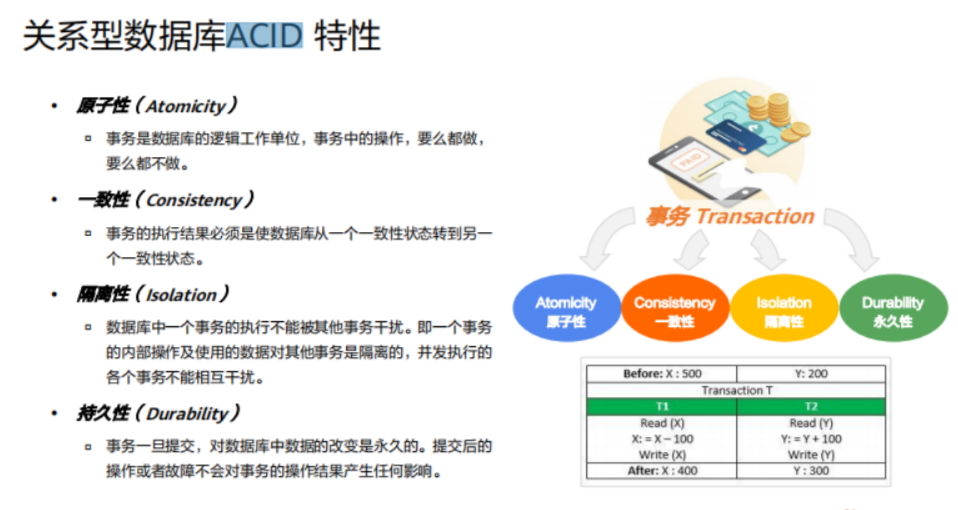 关系型数据库ACID 特性
• 原子性（Atomicity）
▫ 事务是数据库的逻辑工作单位，事务中的操作，要么都做，
要么都不做。
• 一致性（Consistency）
▫ 事务的执行结果必须是使数据库从一个一致性状态转到另一
个一致性状态。
• 隔离性（Isolation）
▫ 数据库中一个事务的执行不能被其他事务干扰。即一个事务
的内部操作及使用的数据对其他事务是隔离的，并发执行的
各个事务不能相互干扰。
• 持久性（Durability）
▫ 事务一旦提交，对数据库中数据的改变是永久的。提交后的
操作或者故障不会对事务的操作结果产生任何影响。
PAID
事务 Transaction
Atomicity
原子性
Consistency
一致性
Isolation
隔离性
Durability
永久性
Before: X : 500 Y: 200
Transaction T
T1 T2
Read (X) Read (Y)
X: = X – 100 Y: = Y + 100
Write (X) Write (Y)
After: X : 400 Y : 300